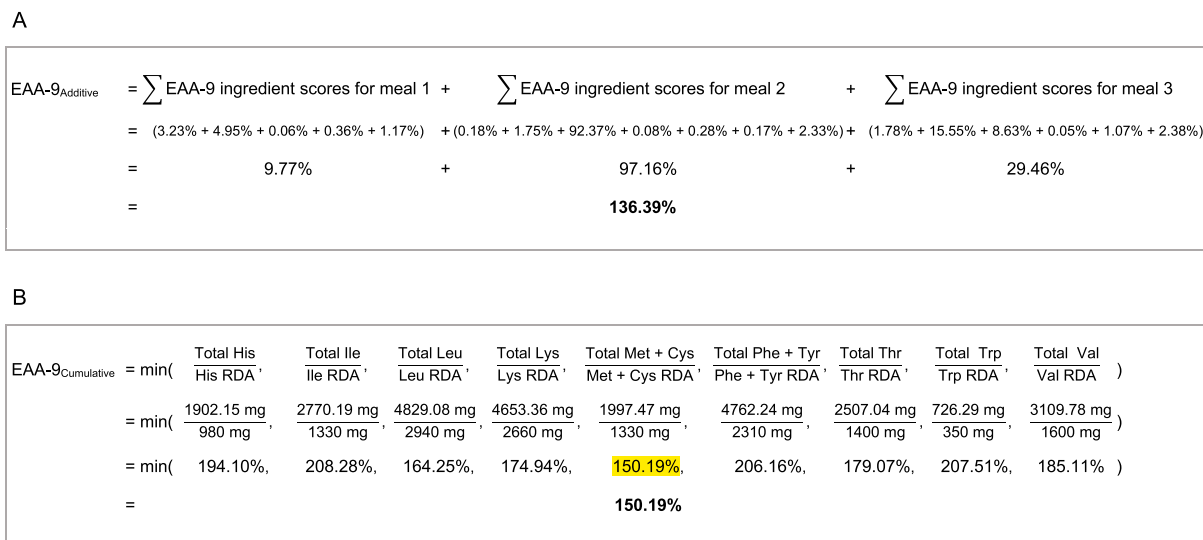 A
EAA-9Additive = ∑ EAA-9 ingredient scores for meal 1 + ∑ EAA-9 ingredient scores for meal 2 + ∑ EAA-9 ingredient scores for meal 3
= (3.23% + 4.95% + 0.06% + 0.36% + 1.17%) + (0.18% + 1.75% + 92.37% + 0.08% + 0.28% + 0.17% + 2.33%) + (1.78% + 15.55% + 8.63% + 0.05% + 1.07% + 2.38%)
= 9.77% + 97.16% + 29.46%
= 136.39%
B
Total His Total Ile Total Leu Total Lys Total Met + Cys Total Phe + Tyr Total Thr Total Trp Total Val
EAA-9Cumulative = min( , , , , , , , , )
His RDA Ile RDA Leu RDA Lys RDA Met + Cys RDA Phe + Tyr RDA Thr RDA Trp RDA Val RDA
1902.15 mg 2770.19 mg 4829.08 mg 4653.36 mg 1997.47 mg 4762.24 mg 2507.04 mg 726.29 mg 3109.78 mg
= min( , , , , , , , , )
980 mg 1330 mg 2940 mg 2660 mg 1330 mg 2310 mg 1400 mg 350 mg 1600 mg
= min( 194.10%, 208.28%, 164.25%, 174.94%, 150.19%, 206.16%, 179.07%, 207.51%, 185.11% )
= 150.19%